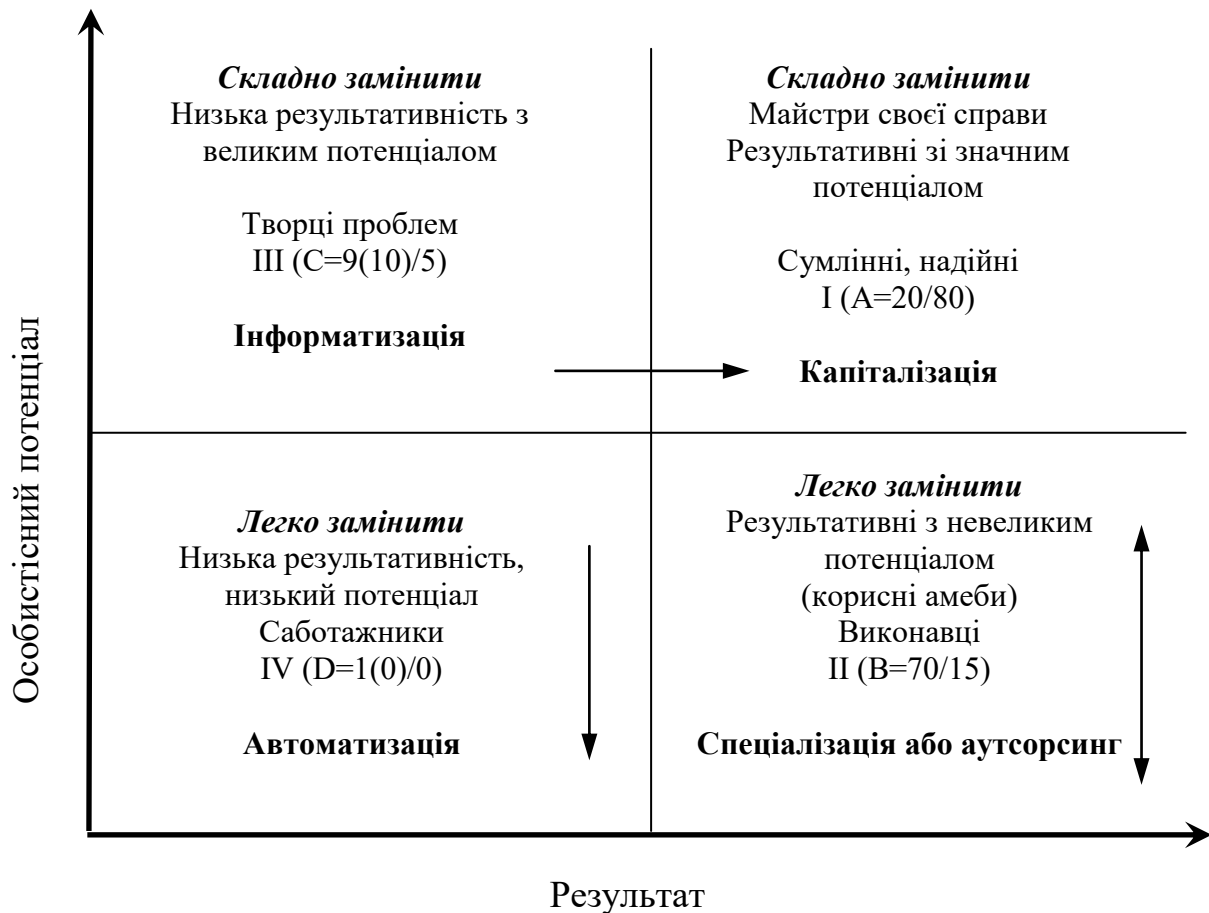 Складно замінити
Низька результативність з
великим потенціалом
Творці проблем
III (C=9(10)/5)
Інформатизація
Складно замінити
Майстри своєї справи
Результативні зі значним
потенціалом
Сумлінні, надійні
I (A=20/80)
Капіталізація
Легко замінити
Низька результативність,
низький потенціал
Саботажники
IV (D=1(0)/0)
Автоматизація
Легко замінити
Результативні з невеликим
потенціалом
(корисні амеби)
Виконавці
II (B=70/15)
Спеціалізація або аутсорсинг
Особистісний потенціал
Результат